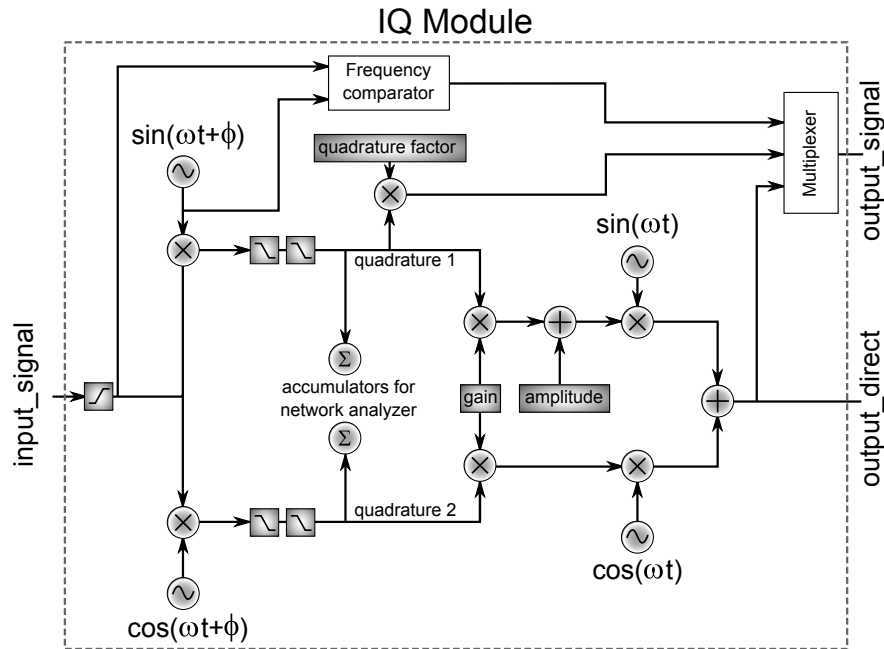 IQ Module
Frequency
comparator
sin(ωt+ϕ)
quadrature factor
Multiplexer
output_signal
sin(ωt)
quadrature 1
Σ
accumulators for
network analyzer
Σ
gain
amplitude
input_signal
output_direct
quadrature 2
cos(ωt)
cos(ωt+ϕ)